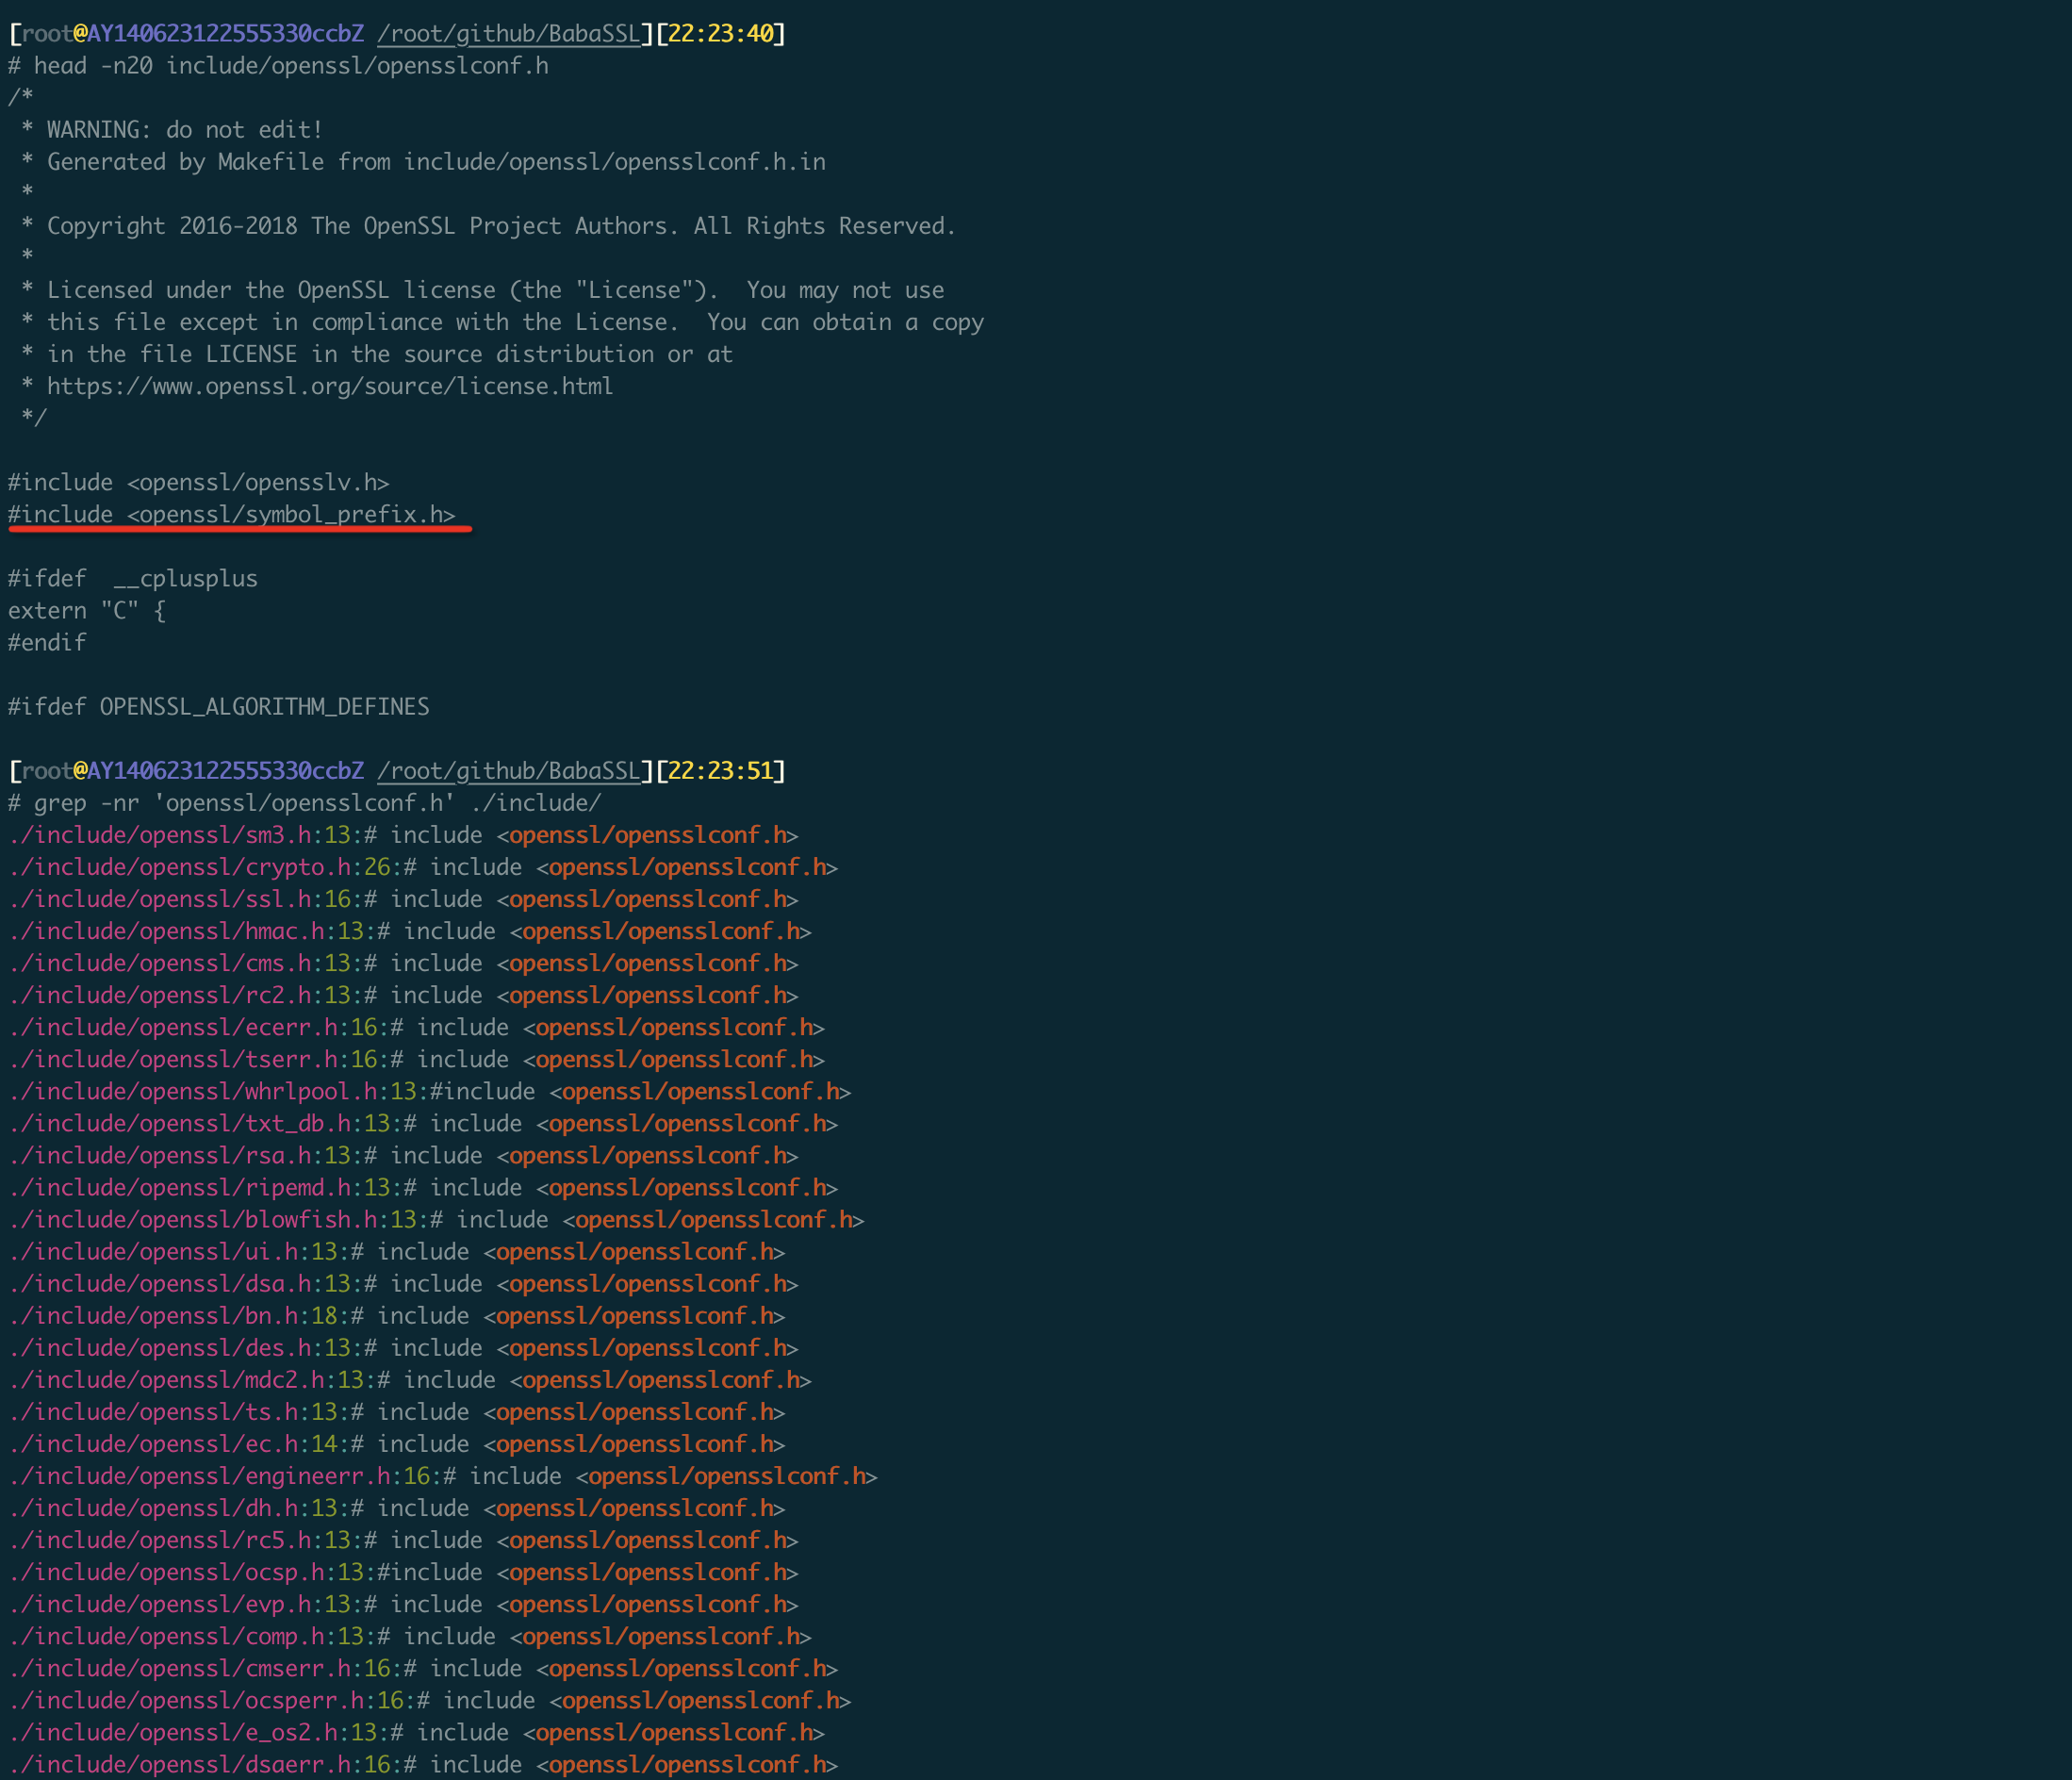 [root@AY140623122555330ccbZ /root/github/BabaSSL][22:23:40]
# head -n20 include/openssl/opensslconf.h
/*
 * WARNING: do not edit!
 * Generated by Makefile from include/openssl/opensslconf.h.in
 *
 * Copyright 2016-2018 The OpenSSL Project Authors. All Rights Reserved.
 *
 * Licensed under the OpenSSL license (the "License").  You may not use
 * this file except in compliance with the License.  You can obtain a copy
 * in the file LICENSE in the source distribution or at
 * https://www.openssl.org/source/license.html
 */
#include <openssl/opensslv.h>
#include <openssl/symbol_prefix.h>
#ifdef  __cplusplus
extern "C" {
#endif
#ifdef OPENSSL_ALGORITHM_DEFINES
[root@AY140623122555330ccbZ /root/github/BabaSSL][22:23:51]
# grep -nr 'openssl/opensslconf.h' ./include/
./include/openssl/sm3.h:13:# include <openssl/opensslconf.h>
./include/openssl/crypto.h:26:# include <openssl/opensslconf.h>
./include/openssl/ssl.h:16:# include <openssl/opensslconf.h>
./include/openssl/hmac.h:13:# include <openssl/opensslconf.h>
./include/openssl/cms.h:13:# include <openssl/opensslconf.h>
./include/openssl/rc2.h:13:# include <openssl/opensslconf.h>
./include/openssl/ecerr.h:16:# include <openssl/opensslconf.h>
./include/openssl/tserr.h:16:# include <openssl/opensslconf.h>
./include/openssl/whrlpool.h:13:#include <openssl/opensslconf.h>
./include/openssl/txt_db.h:13:# include <openssl/opensslconf.h>
./include/openssl/rsa.h:13:# include <openssl/opensslconf.h>
./include/openssl/ripemd.h:13:# include <openssl/opensslconf.h>
./include/openssl/blowfish.h:13:# include <openssl/opensslconf.h>
./include/openssl/ui.h:13:# include <openssl/opensslconf.h>
./include/openssl/dsa.h:13:# include <openssl/opensslconf.h>
./include/openssl/bn.h:18:# include <openssl/opensslconf.h>
./include/openssl/des.h:13:# include <openssl/opensslconf.h>
./include/openssl/mdc2.h:13:# include <openssl/opensslconf.h>
./include/openssl/ts.h:13:# include <openssl/opensslconf.h>
./include/openssl/ec.h:14:# include <openssl/opensslconf.h>
./include/openssl/engineerr.h:16:# include <openssl/opensslconf.h>
./include/openssl/dh.h:13:# include <openssl/opensslconf.h>
./include/openssl/rc5.h:13:# include <openssl/opensslconf.h>
./include/openssl/ocsp.h:13:#include <openssl/opensslconf.h>
./include/openssl/evp.h:13:# include <openssl/opensslconf.h>
./include/openssl/comp.h:13:# include <openssl/opensslconf.h>
./include/openssl/cmserr.h:16:# include <openssl/opensslconf.h>
./include/openssl/ocsperr.h:16:# include <openssl/opensslconf.h>
./include/openssl/e_os2.h:13:# include <openssl/opensslconf.h>
./include/openssl/dsaerr.h:16:# include <openssl/opensslconf.h>